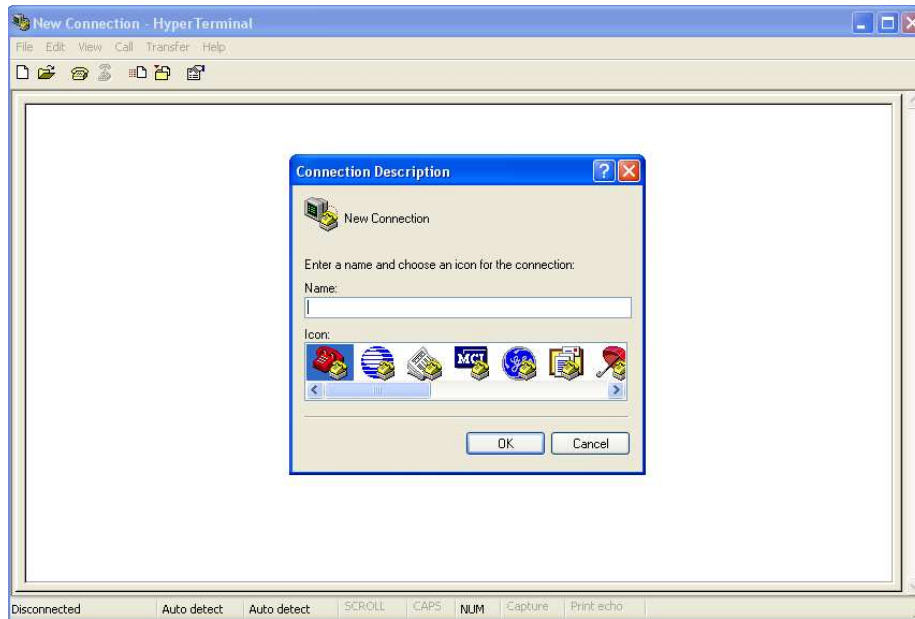 New Connection - HyperTerminal
File Edit View Call Transfer Help
Connection Description
New Connection
Enter a name and choose an icon for the connection:
Name:
Icon:
MCI
OK Cancel
Disconnected Auto detect Auto detect SCROLL CAPS NUM Capture Print echo